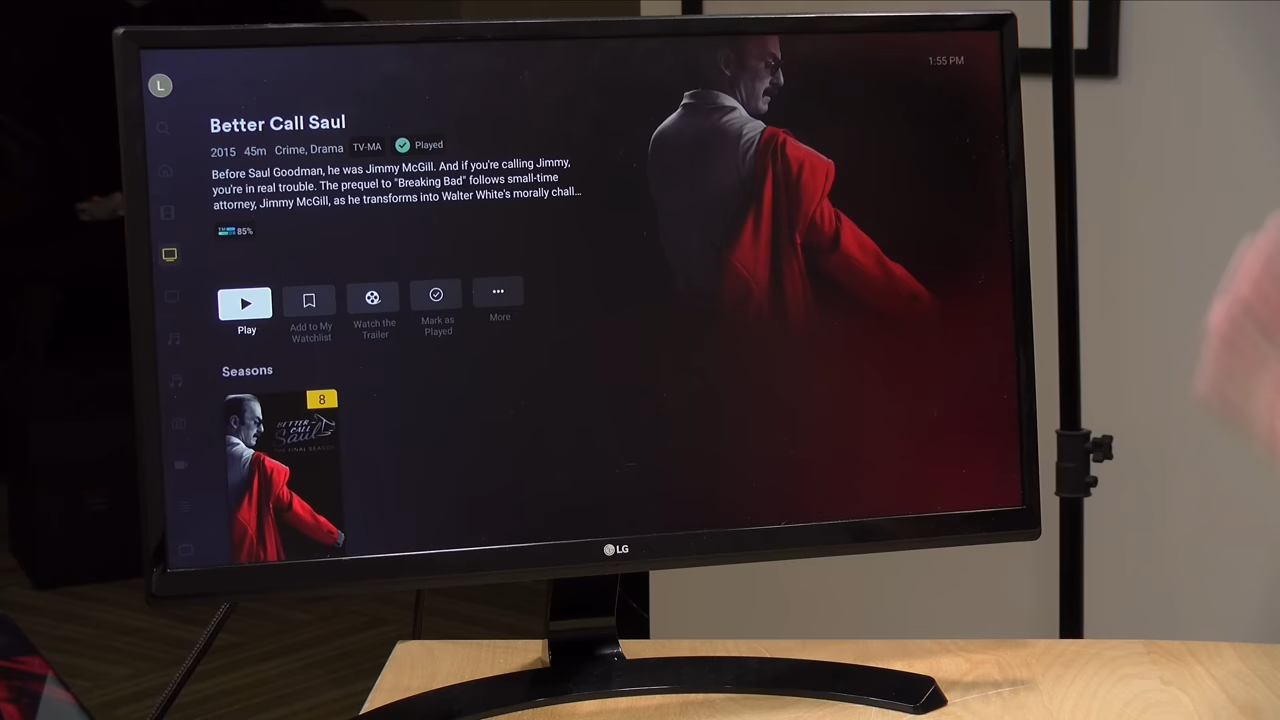 L
1:55 PM
Better Call Saul
2015 45m Crime, Drama TV-MA Played
Before Saul Goodman, he was Jimmy McGill. And if you're calling Jimmy,
you're in real trouble. The prequel to "Breaking Bad" follows small-time
attorney, Jimmy McGill, as he transforms into Walter White's morally chall...
85%
Play
Add to My
Watchlist
Watch the
Trailer
Mark as
Played
More
Seasons
8
BETTER
CALL
Saul
THE FINAL SEASON
LG